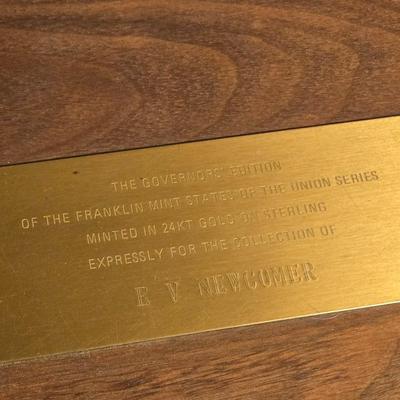 THE GOVERNORS' EDITION
OF THE FRANKLIN MINT STATES OF THE UNION SERIES
MINTED IN 24KT GOLD ON STERLING
EXPRESSLY FOR THE COLLECTION OF
E V NEWCOMER